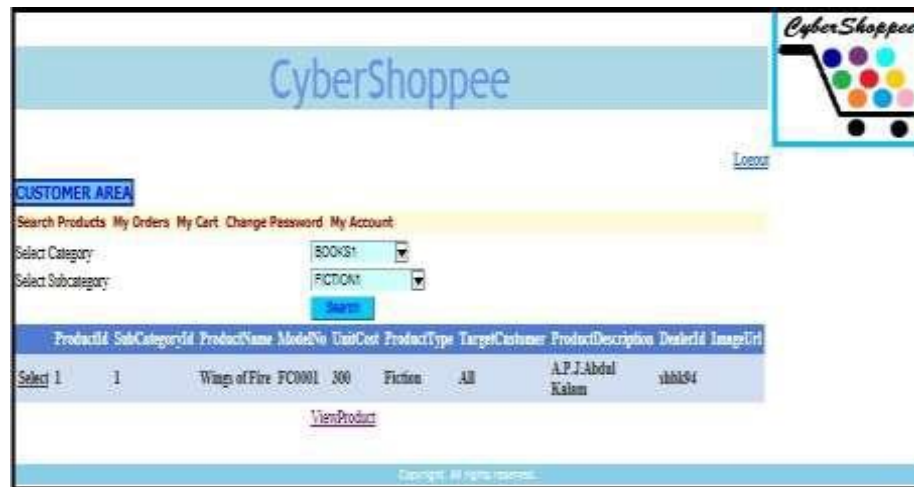 CyberShoppee
CyberShoppee
Logout
CUSTOMER AREA
Search Products My Orders My Cart Change Password My Account
Select Category BOOKS1
Select Subcategory FICTION1
Search
ProductId SubCategoryId ProductName ModelNo UnitCost ProductType TargetCustomer ProductDescription DealerId ImageUrl
Select 1 1 Wings of Fire FC0001 300 Fiction All A.P.J.Abdul Kalam shbk94
ViewProduct
Copyright. All rights reserved.